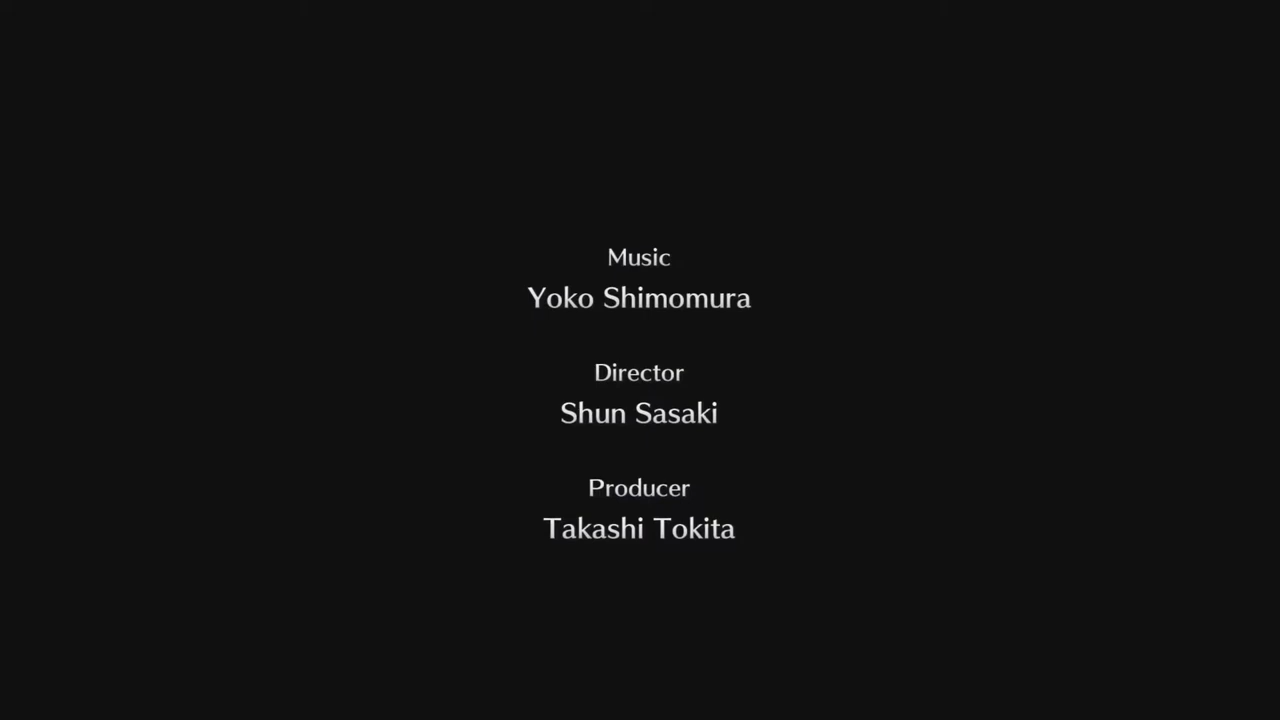 Music
Yoko Shimomura
Director
Shun Sasaki
Producer
Takashi Tokita